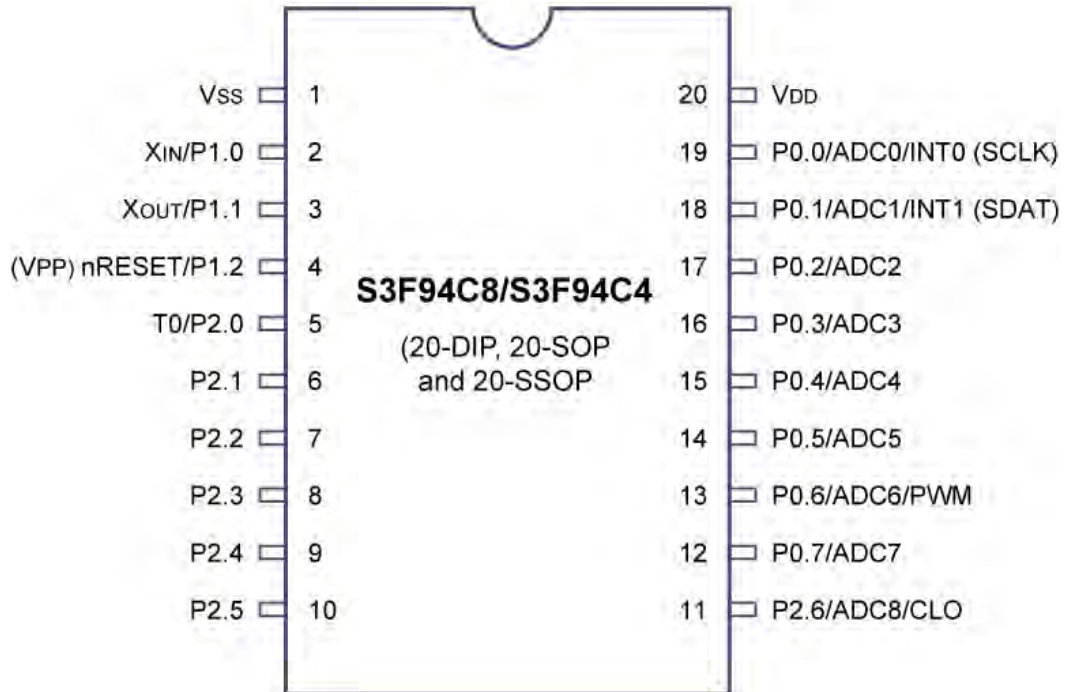 VSS 1 20 VDD
XIN/P1.0 2 19 P0.0/ADC0/INT0 (SCLK)
XOUT/P1.1 3 18 P0.1/ADC1/INT1 (SDAT)
(VPP) nRESET/P1.2 4 17 P0.2/ADC2
S3F94C8/S3F94C4
T0/P2.0 5 16 P0.3/ADC3
(20-DIP, 20-SOP
P2.1 6 15 P0.4/ADC4
and 20-SSOP
P2.2 7 14 P0.5/ADC5
P2.3 8 13 P0.6/ADC6/PWM
P2.4 9 12 P0.7/ADC7
P2.5 10 11 P2.6/ADC8/CLO